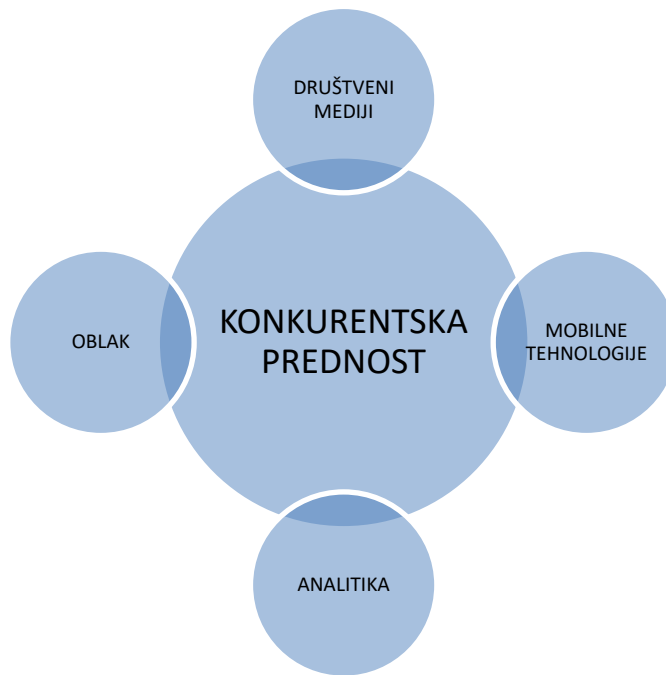 DRUŠTVENI
MEDIJI
KONKURENTSKA
PREDNOST
OBLAK
MOBILNE
TEHNOLOGIJE
ANALITIKA